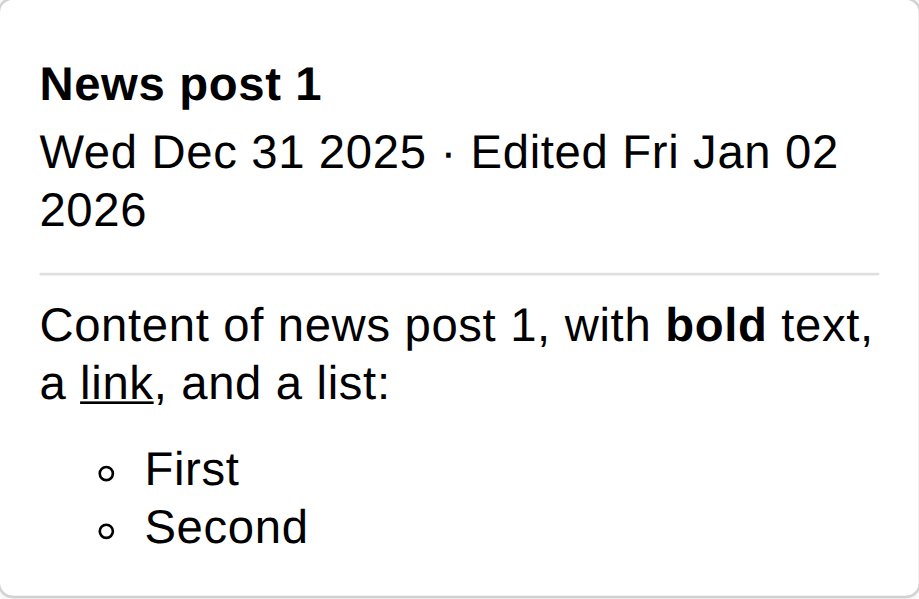 News post 1
Wed Dec 31 2025 · Edited Fri Jan 02
2026
Content of news post 1, with bold text,
a link, and a list:
First
Second